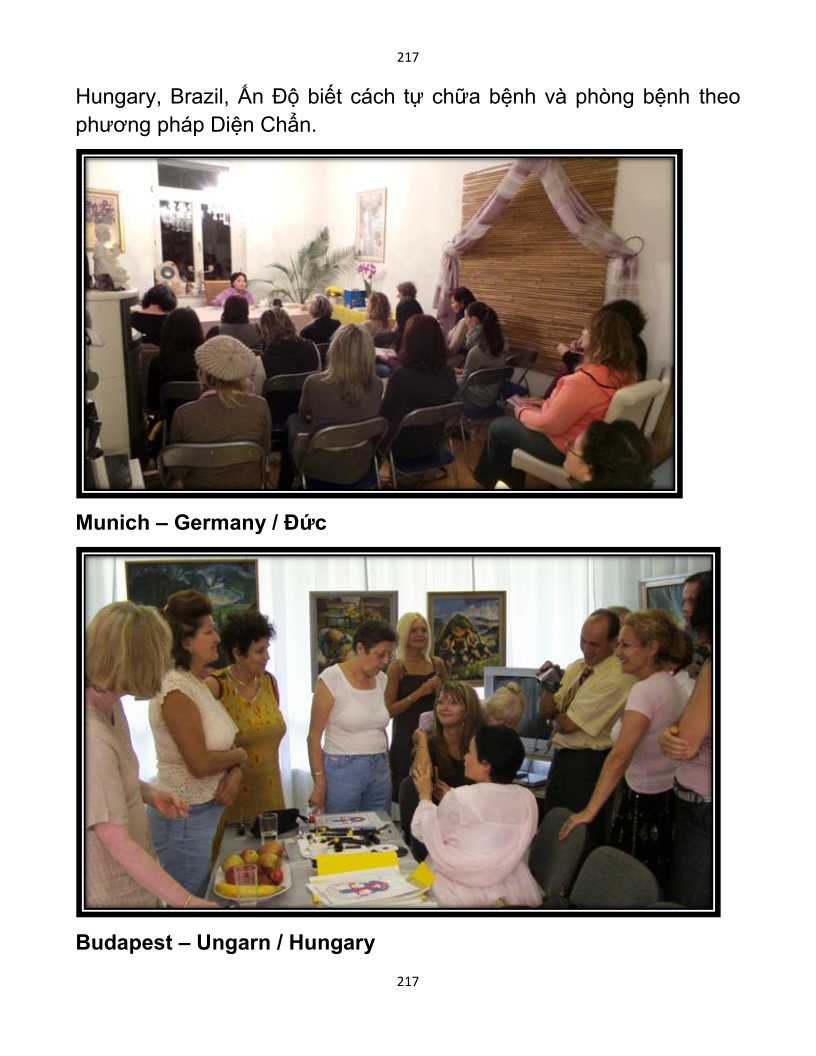 217
Hungary, Brazil, Ấn Độ biết cách tự chữa bệnh và phòng bệnh theo
phương pháp Diện Chẩn.
Munich – Germany / Đức
Budapest – Ungarn / Hungary
217